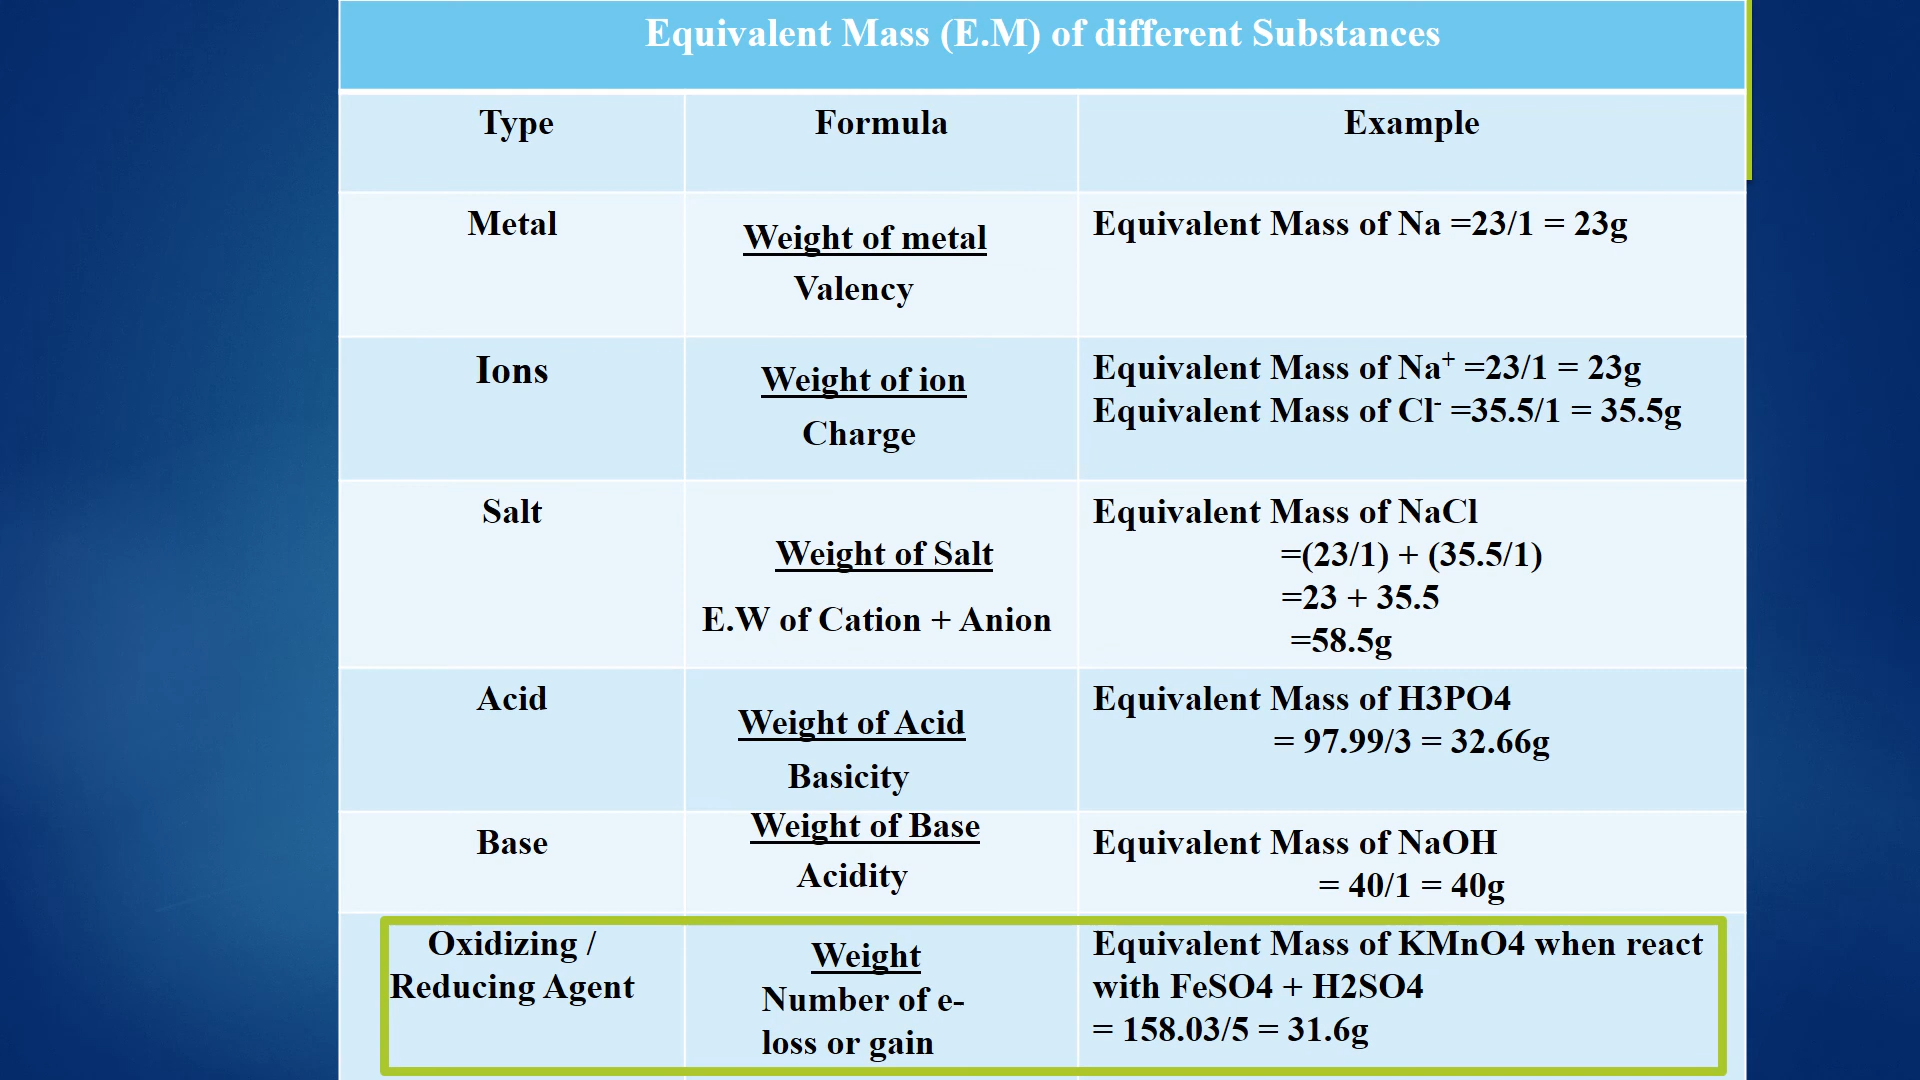 Equivalent Mass (E.M) of different Substances
Type
Formula
Example
Metal
Weight of metal
Valency
Equivalent Mass of Na =23/1 = 23g
Ions
Weight of ion
Charge
Equivalent Mass of Na⁺ =23/1 = 23g
Equivalent Mass of Cl⁻ =35.5/1 = 35.5g
Salt
Weight of Salt
E.W of Cation + Anion
Equivalent Mass of NaCl
=(23/1) + (35.5/1)
=23 + 35.5
=58.5g
Acid
Weight of Acid
Basicity
Equivalent Mass of H3PO4
= 97.99/3 = 32.66g
Base
Weight of Base
Acidity
Equivalent Mass of NaOH
= 40/1 = 40g
Oxidizing /
Reducing Agent
Weight
Number of e-
loss or gain
Equivalent Mass of KMnO4 when react
with FeSO4 + H2SO4
= 158.03/5 = 31.6g